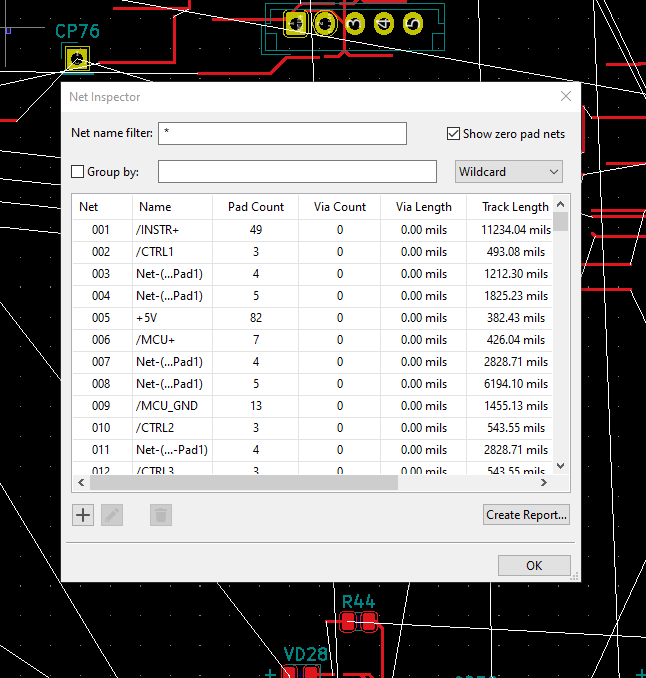 CP76
1 2 3 4 5
Net Inspector
Net name filter: *
Show zero pad nets
Group by:
Wildcard
Net Name Pad Count Via Count Via Length Track Length
001 /INSTR+ 49 0 0.00 mils 11234.04 mils
002 /CTRL1 3 0 0.00 mils 493.08 mils
003 Net-(...Pad1) 4 0 0.00 mils 1212.30 mils
004 Net-(...Pad1) 5 0 0.00 mils 1825.23 mils
005 +5V 82 0 0.00 mils 382.43 mils
006 /MCU+ 7 0 0.00 mils 426.04 mils
007 Net-(...Pad1) 4 0 0.00 mils 2828.71 mils
008 Net-(...Pad1) 5 0 0.00 mils 6194.10 mils
009 /MCU_GND 13 0 0.00 mils 1455.13 mils
010 /CTRL2 3 0 0.00 mils 543.55 mils
011 Net-(...-Pad1) 4 0 0.00 mils 2828.71 mils
012 /CTRL3 3 0 0.00 mils 543.55 mils
Create Report...
OK
R44
VD28